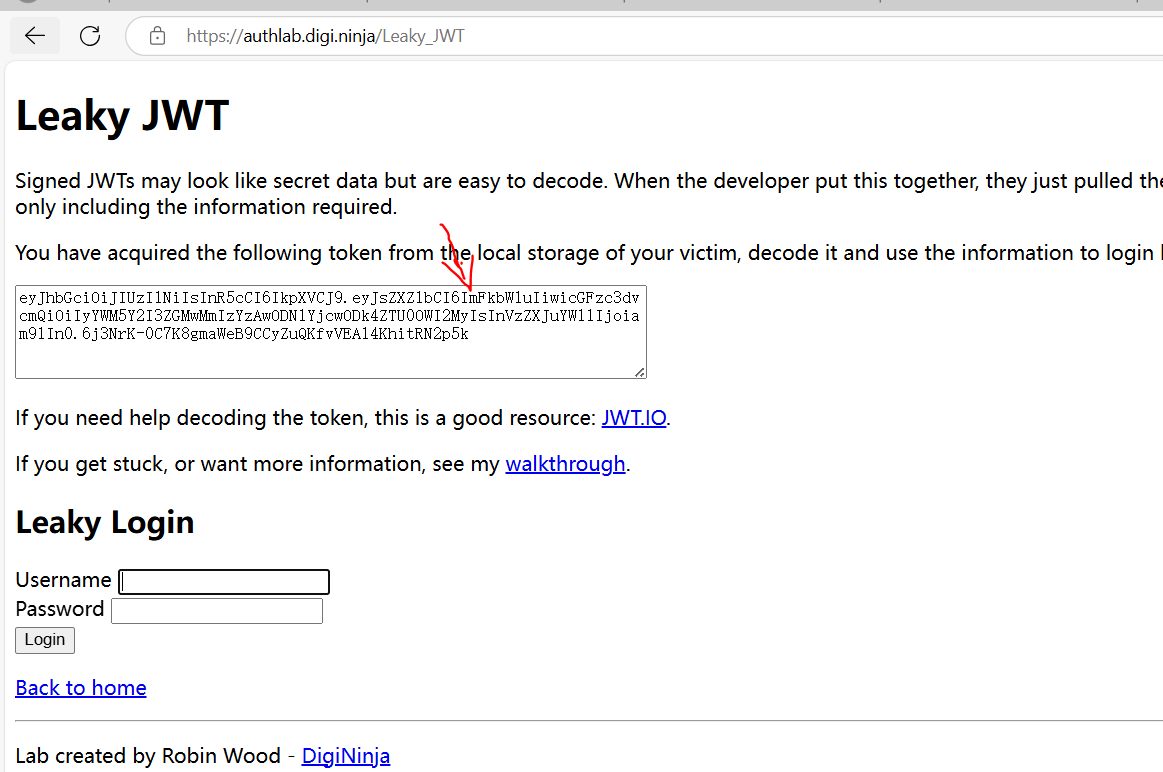 https://authlab.digi.ninja/Leaky_JWT
Leaky JWT
Signed JWTs may look like secret data but are easy to decode. When the developer put this together, they just pulled the
only including the information required.
You have acquired the following token from the local storage of your victim, decode it and use the information to login
eyJhbGciOiJIUzI1NiIsInR5cCI6IkpXVCJ9.eyJsZXZlbCI6ImFkbWluIiwicGFzc3dv
cmQiOiIyYWM5Y2I3ZGMwMmIzYzAwODNlYjcwODk4ZTU0OWI2MyIsInVzZXJuYW1lIjoia
m9lIn0.6j3NrK-0C7K8gmaWeB9CCyZuQKfvVEAl4KhitRN2p5k
If you need help decoding the token, this is a good resource: JWT.IO.
If you get stuck, or want more information, see my walkthrough.
Leaky Login
Username
Password
Login
Back to home
Lab created by Robin Wood - DigiNinja